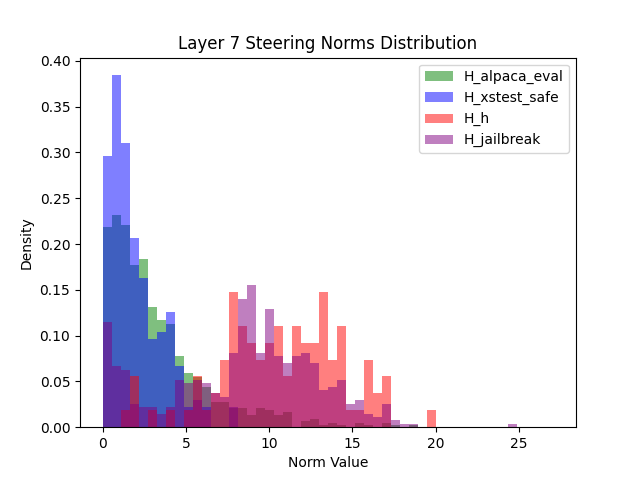 Layer 7 Steering Norms Distribution
H_alpaca_eval
H_xstest_safe
H_h
H_jailbreak
Density
0.40
0.35
0.30
0.25
0.20
0.15
0.10
0.05
0.00
0
5
10
15
20
25
Norm Value